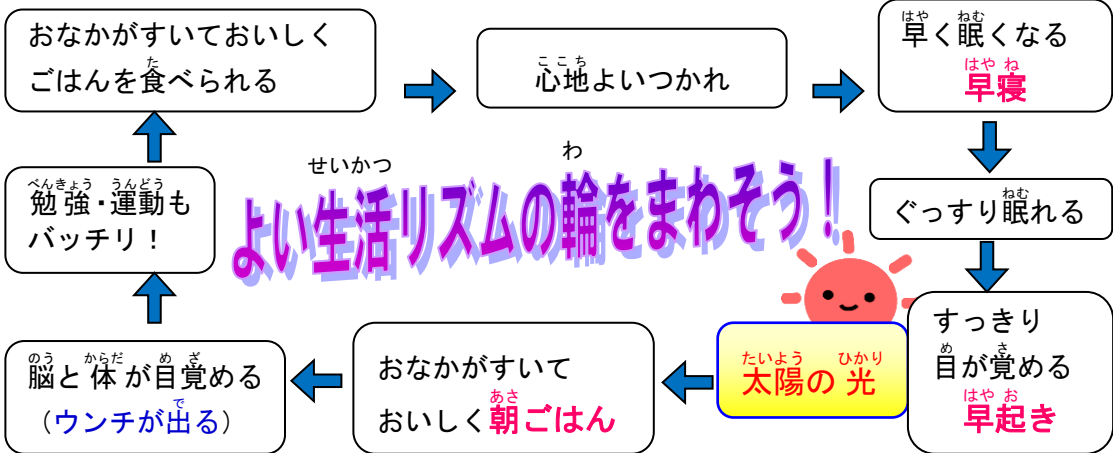 おなかがすいておいしく
ごはんを食べられる
心地よいつかれ
早く眠くなる
早寝
ぐっすり眠れる
すっきり
目が覚める
早起き
太陽の光
おなかがすいて
おいしく朝ごはん
脳と体が目覚める
(ウンチが出る)
勉強・運動も
バッチリ!
よい生活リズムの輪をまわそう!